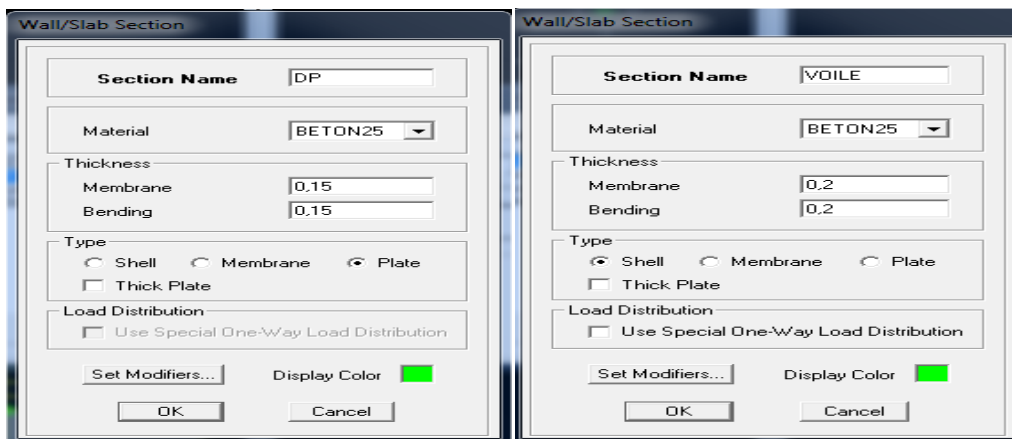 Wall/Slab Section
Section Name DP
Material BETON25
Thickness
Membrane 0,15
Bending 0,15
Type
Shell Membrane Plate
Thick Plate
Load Distribution
Use Special One-Way Load Distribution
Set Modifiers... Display Color
OK Cancel
Wall/Slab Section
Section Name VOILE
Material BETON25
Thickness
Membrane 0,2
Bending 0,2
Type
Shell Membrane Plate
Thick Plate
Load Distribution
Use Special One-Way Load Distribution
Set Modifiers... Display Color
OK Cancel